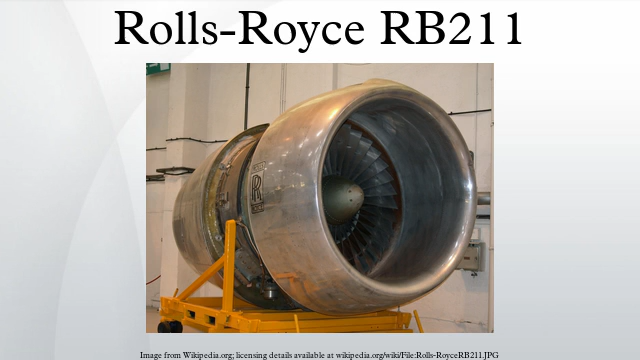 Rolls-Royce RB211
R
Image from Wikipedia.org; licensing details available at wikipedia.org/wiki/File:Rolls-RoyceRB211.JPG